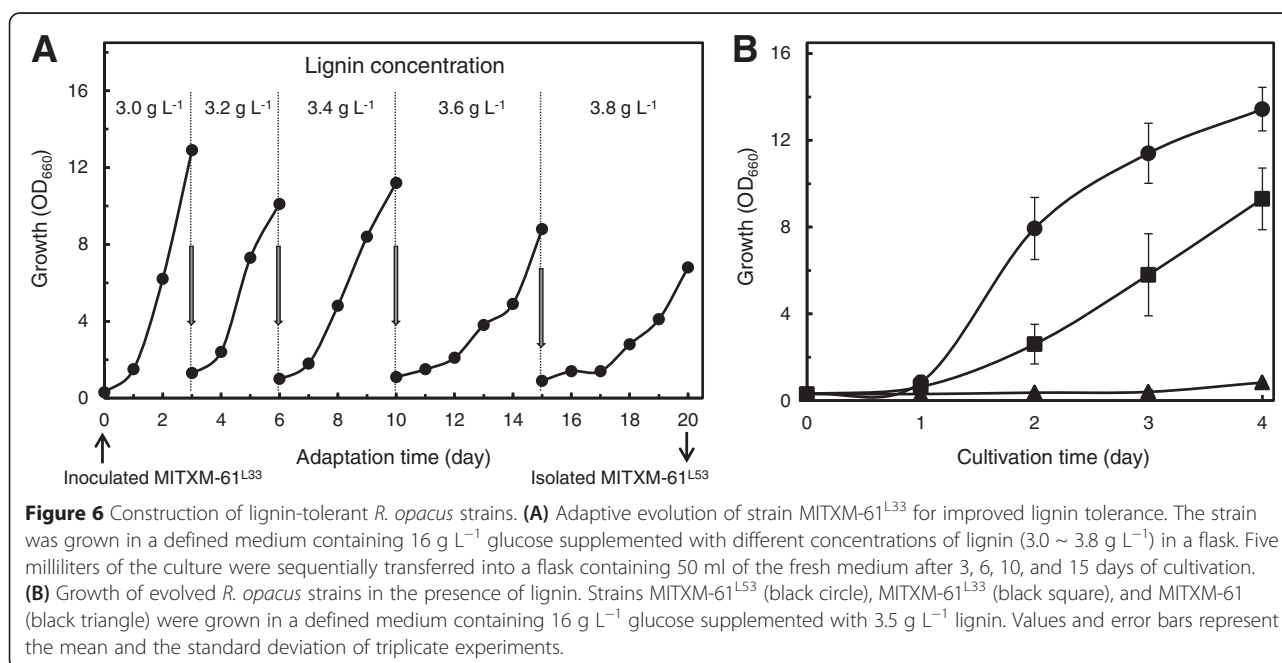 A
Lignin concentration
3.0 g L⁻¹ 3.2 g L⁻¹ 3.4 g L⁻¹ 3.6 g L⁻¹ 3.8 g L⁻¹
Growth (OD₆₆₀)
16
12
8
4
0
0 2 4 6 8 10 12 14 16 18 20
Adaptation time (day)
Inoculated MITXM-61ᴸ³³
Isolated MITXM-61ᴸ⁵³
B
Growth (OD₆₆₀)
16
12
8
4
0
0 1 2 3 4
Cultivation time (day)
Figure 6 Construction of lignin-tolerant R. opacus strains. (A) Adaptive evolution of strain MITXM-61ᴸ³³ for improved lignin tolerance. The strain
was grown in a defined medium containing 16 g L⁻¹ glucose supplemented with different concentrations of lignin (3.0 ~ 3.8 g L⁻¹) in a flask. Five
milliliters of the culture were sequentially transferred into a flask containing 50 ml of the fresh medium after 3, 6, 10, and 15 days of cultivation.
(B) Growth of evolved R. opacus strains in the presence of lignin. Strains MITXM-61ᴸ⁵³ (black circle), MITXM-61ᴸ³³ (black square), and MITXM-61
(black triangle) were grown in a defined medium containing 16 g L⁻¹ glucose supplemented with 3.5 g L⁻¹ lignin. Values and error bars represent
the mean and the standard deviation of triplicate experiments.